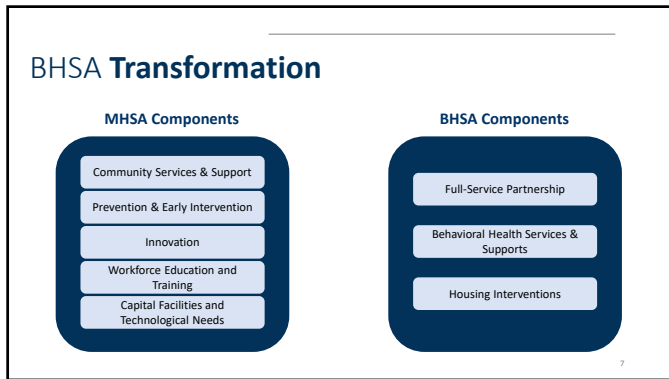 BHSA Transformation
MHSA Components
Community Services & Support
Prevention & Early Intervention
Innovation
Workforce Education and
Training
Capital Facilities and
Technological Needs
BHSA Components
Full-Service Partnership
Behavioral Health Services &
Supports
Housing Interventions
7